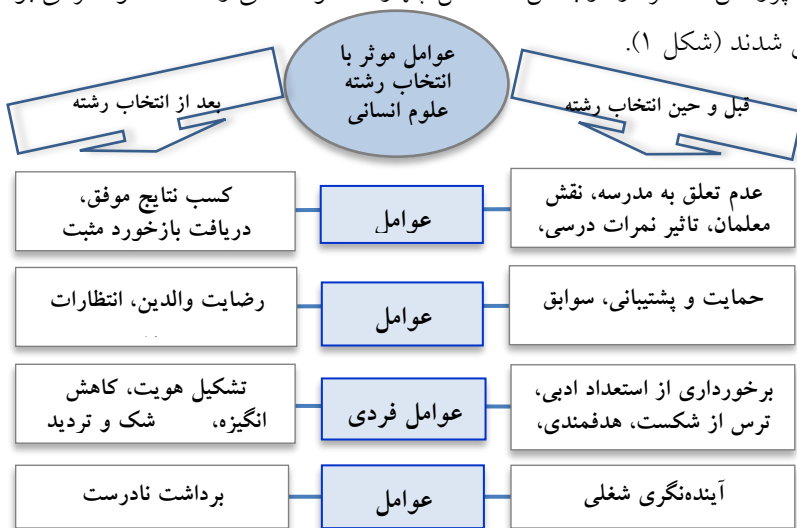 شدند (شکل ۱).
عوامل موثر با
انتخاب رشته
علوم انسانی
قبل و حین انتخاب رشته
بعد از انتخاب رشته
عدم تعلق به مدرسه، نقش
معلمان، تاثیر نمرات درسی،
عوامل
کسب نتایج موفق،
دریافت بازخورد مثبت
حمایت و پشتیبانی، سوابق
عوامل
رضایت والدین، انتظارات
برخورداری از استعداد ادبی،
ترس از شکست، هدفمندی،
عوامل فردی
تشکیل هویت، کاهش
انگیزه، شک و تردید
آینده‌نگری شغلی
عوامل
برداشت نادرست